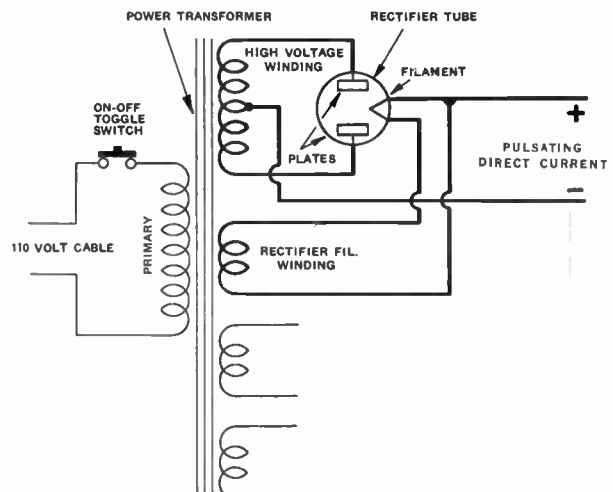 POWER TRANSFORMER
RECTIFIER TUBE
HIGH VOLTAGE
WINDING
FILAMENT
ON-OFF
TOGGLE
SWITCH
PLATES
+
PULSATING
DIRECT CURRENT
−
110 VOLT CABLE
PRIMARY
RECTIFIER FIL.
WINDING